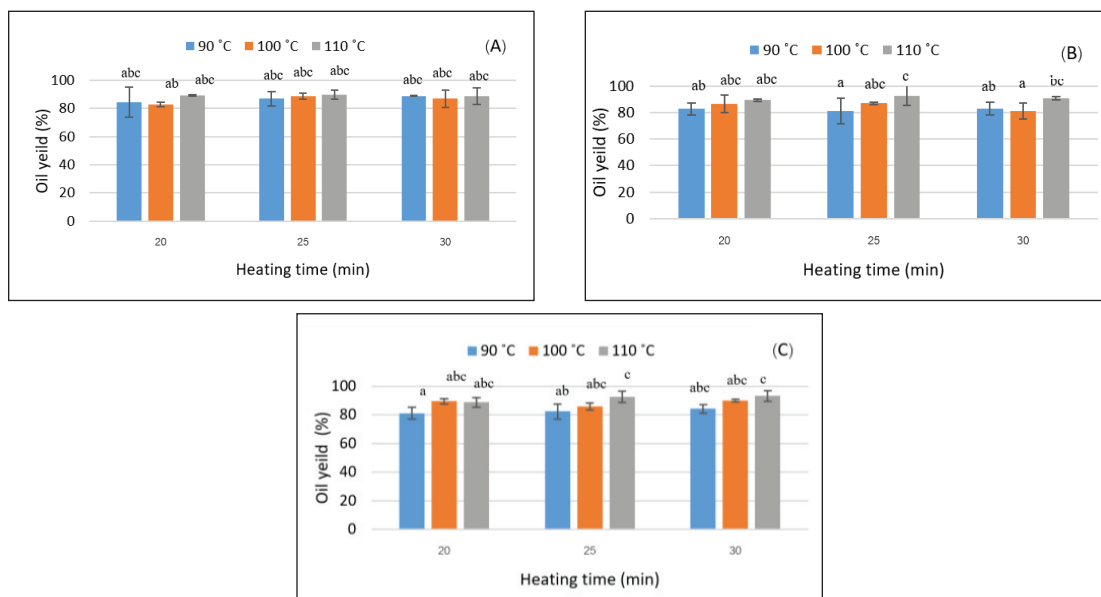 90 ˚C 100 ˚C 110 ˚C (A)
abc ab abc abc abc abc abc abc abc
100
80
60
40
20
0
Oil yeild (%)
20 25 30
Heating time (min)
90 ˚C 100 ˚C 110 ˚C (B)
ab abc abc a abc c ab a bc
100
80
60
40
20
0
Oil yeild (%)
20 25 30
Heating time (min)
90 ˚C 100 ˚C 110 ˚C (C)
a abc abc ab abc c abc abc c
100
80
60
40
20
0
Oil yeild (%)
20 25 30
Heating time (min)